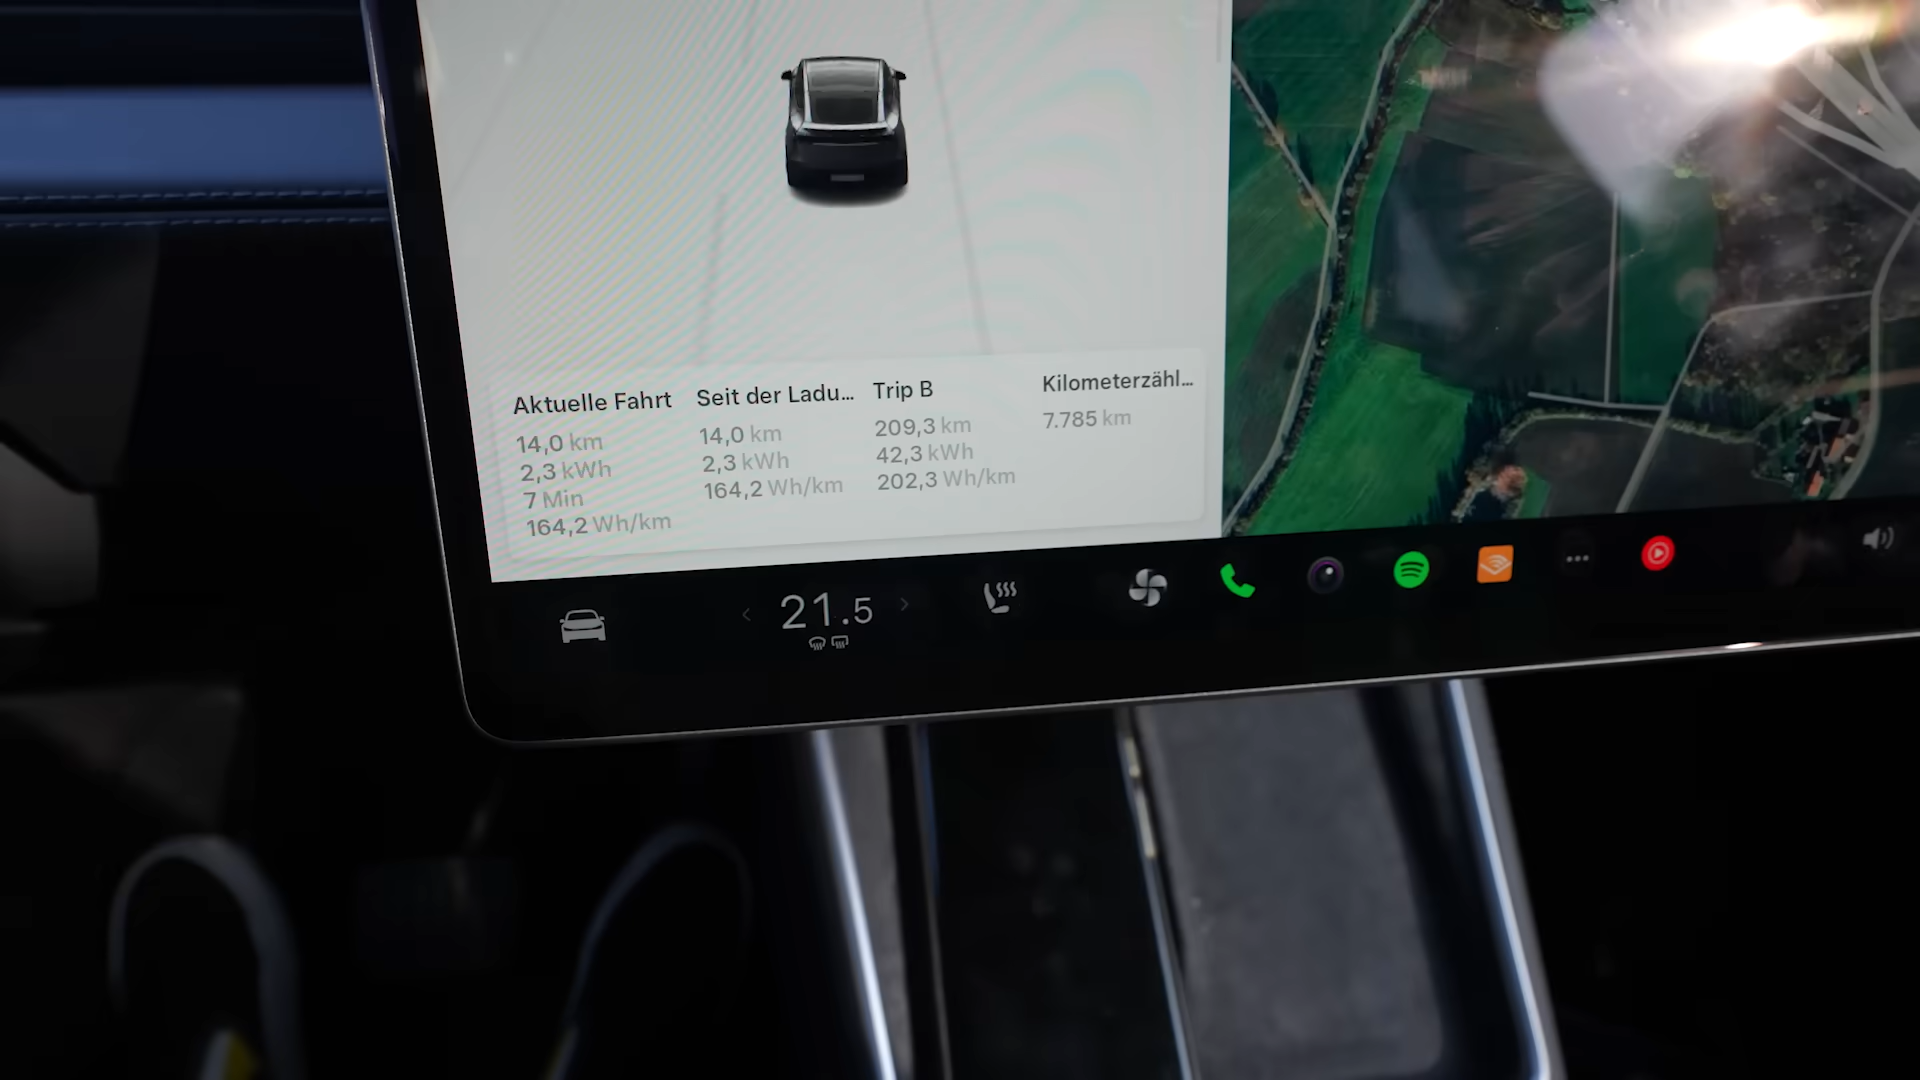 Aktuelle Fahrt
14,0 km
2,3 kWh
7 Min
164,2 Wh/km
Seit der Ladu...
14,0 km
2,3 kWh
164,2 Wh/km
Trip B
209,3 km
42,3 kWh
202,3 Wh/km
Kilometerzähl...
7.785 km
21.5